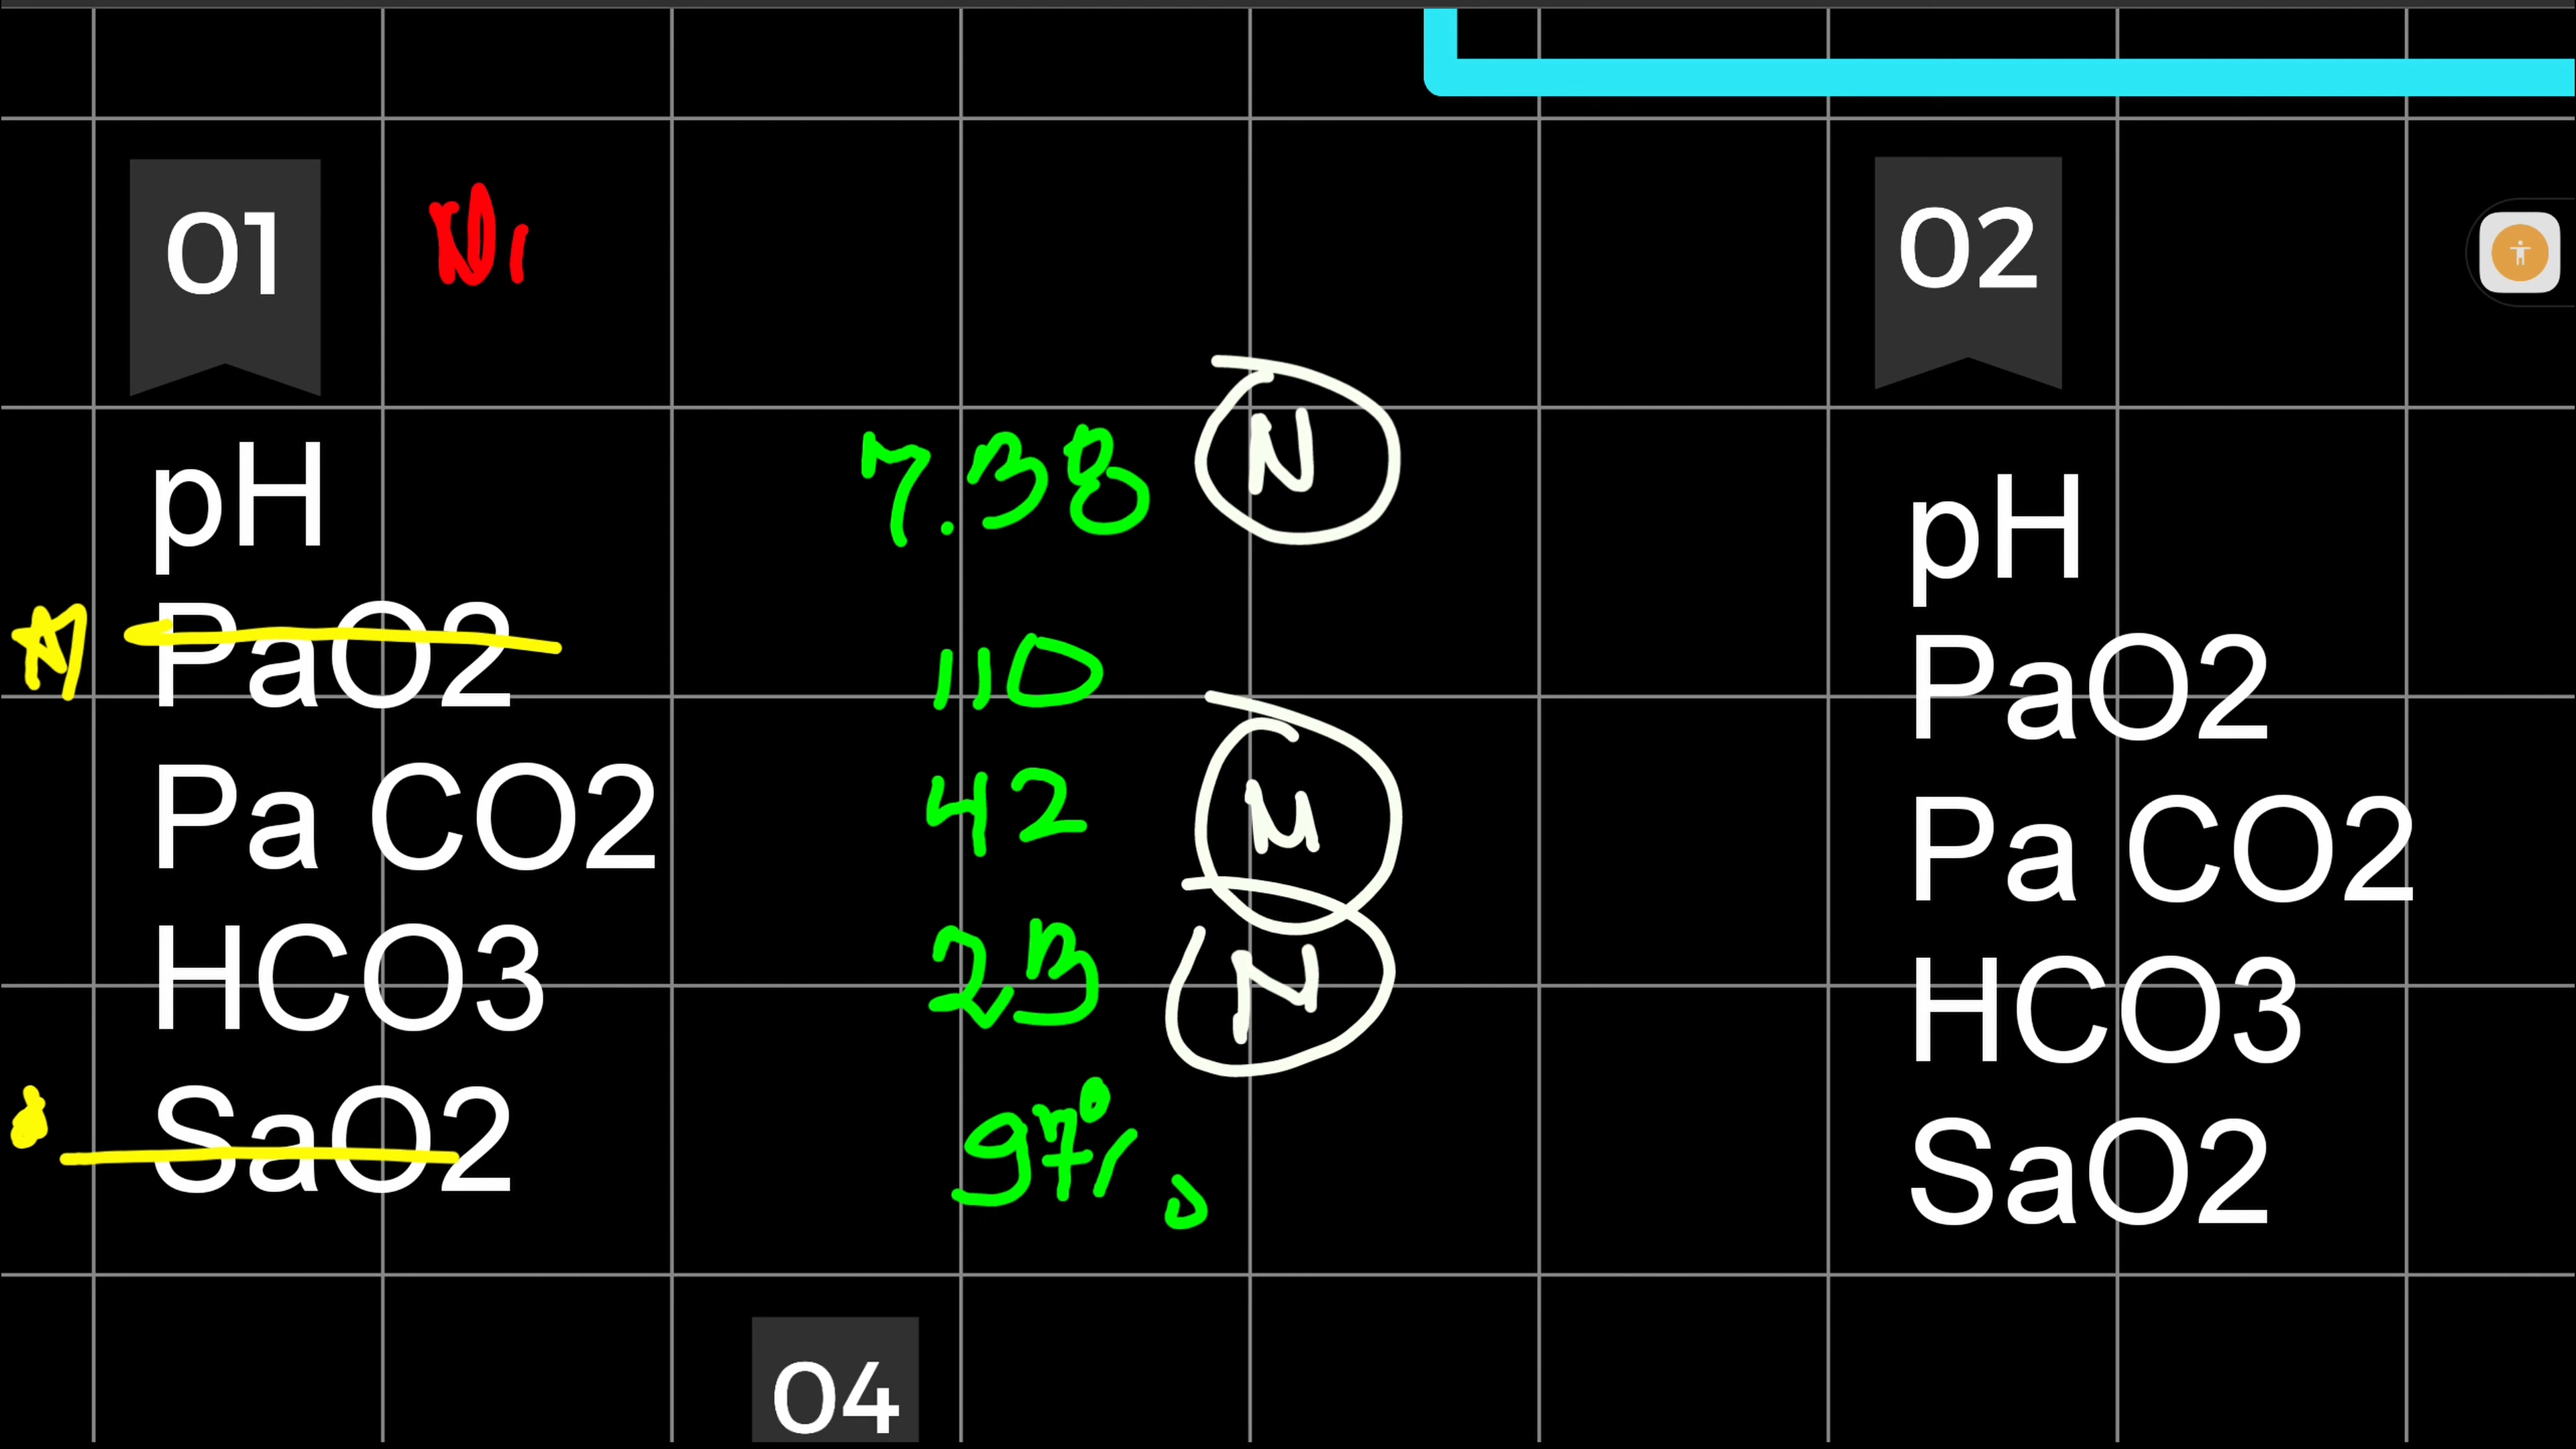 01
02
pH 7.38 N
PaO2 110
Pa CO2 42 N
HCO3 23 N
SaO2 97%
pH
PaO2
Pa CO2
HCO3
SaO2
04